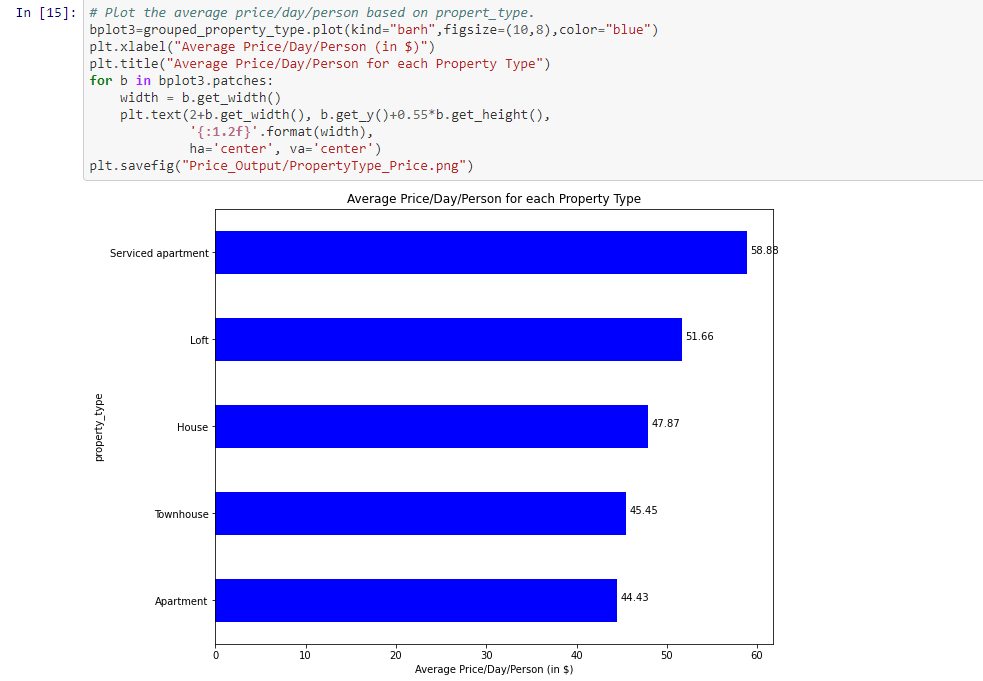 In [15]: # Plot the average price/day/person based on propert_type.
bplot3=grouped_property_type.plot(kind="barh",figsize=(10,8),color="blue")
plt.xlabel("Average Price/Day/Person (in $)")
plt.title("Average Price/Day/Person for each Property Type")
for b in bplot3.patches:
    width = b.get_width()
    plt.text(2+b.get_width(), b.get_y()+0.55*b.get_height(),
             '{:1.2f}'.format(width),
             ha='center', va='center')
plt.savefig("Price_Output/PropertyType_Price.png")
Average Price/Day/Person for each Property Type
Serviced apartment 58.88
Loft 51.66
House 47.87
property_type
Townhouse 45.45
Apartment 44.43
0 10 20 30 40 50 60
Average Price/Day/Person (in $)